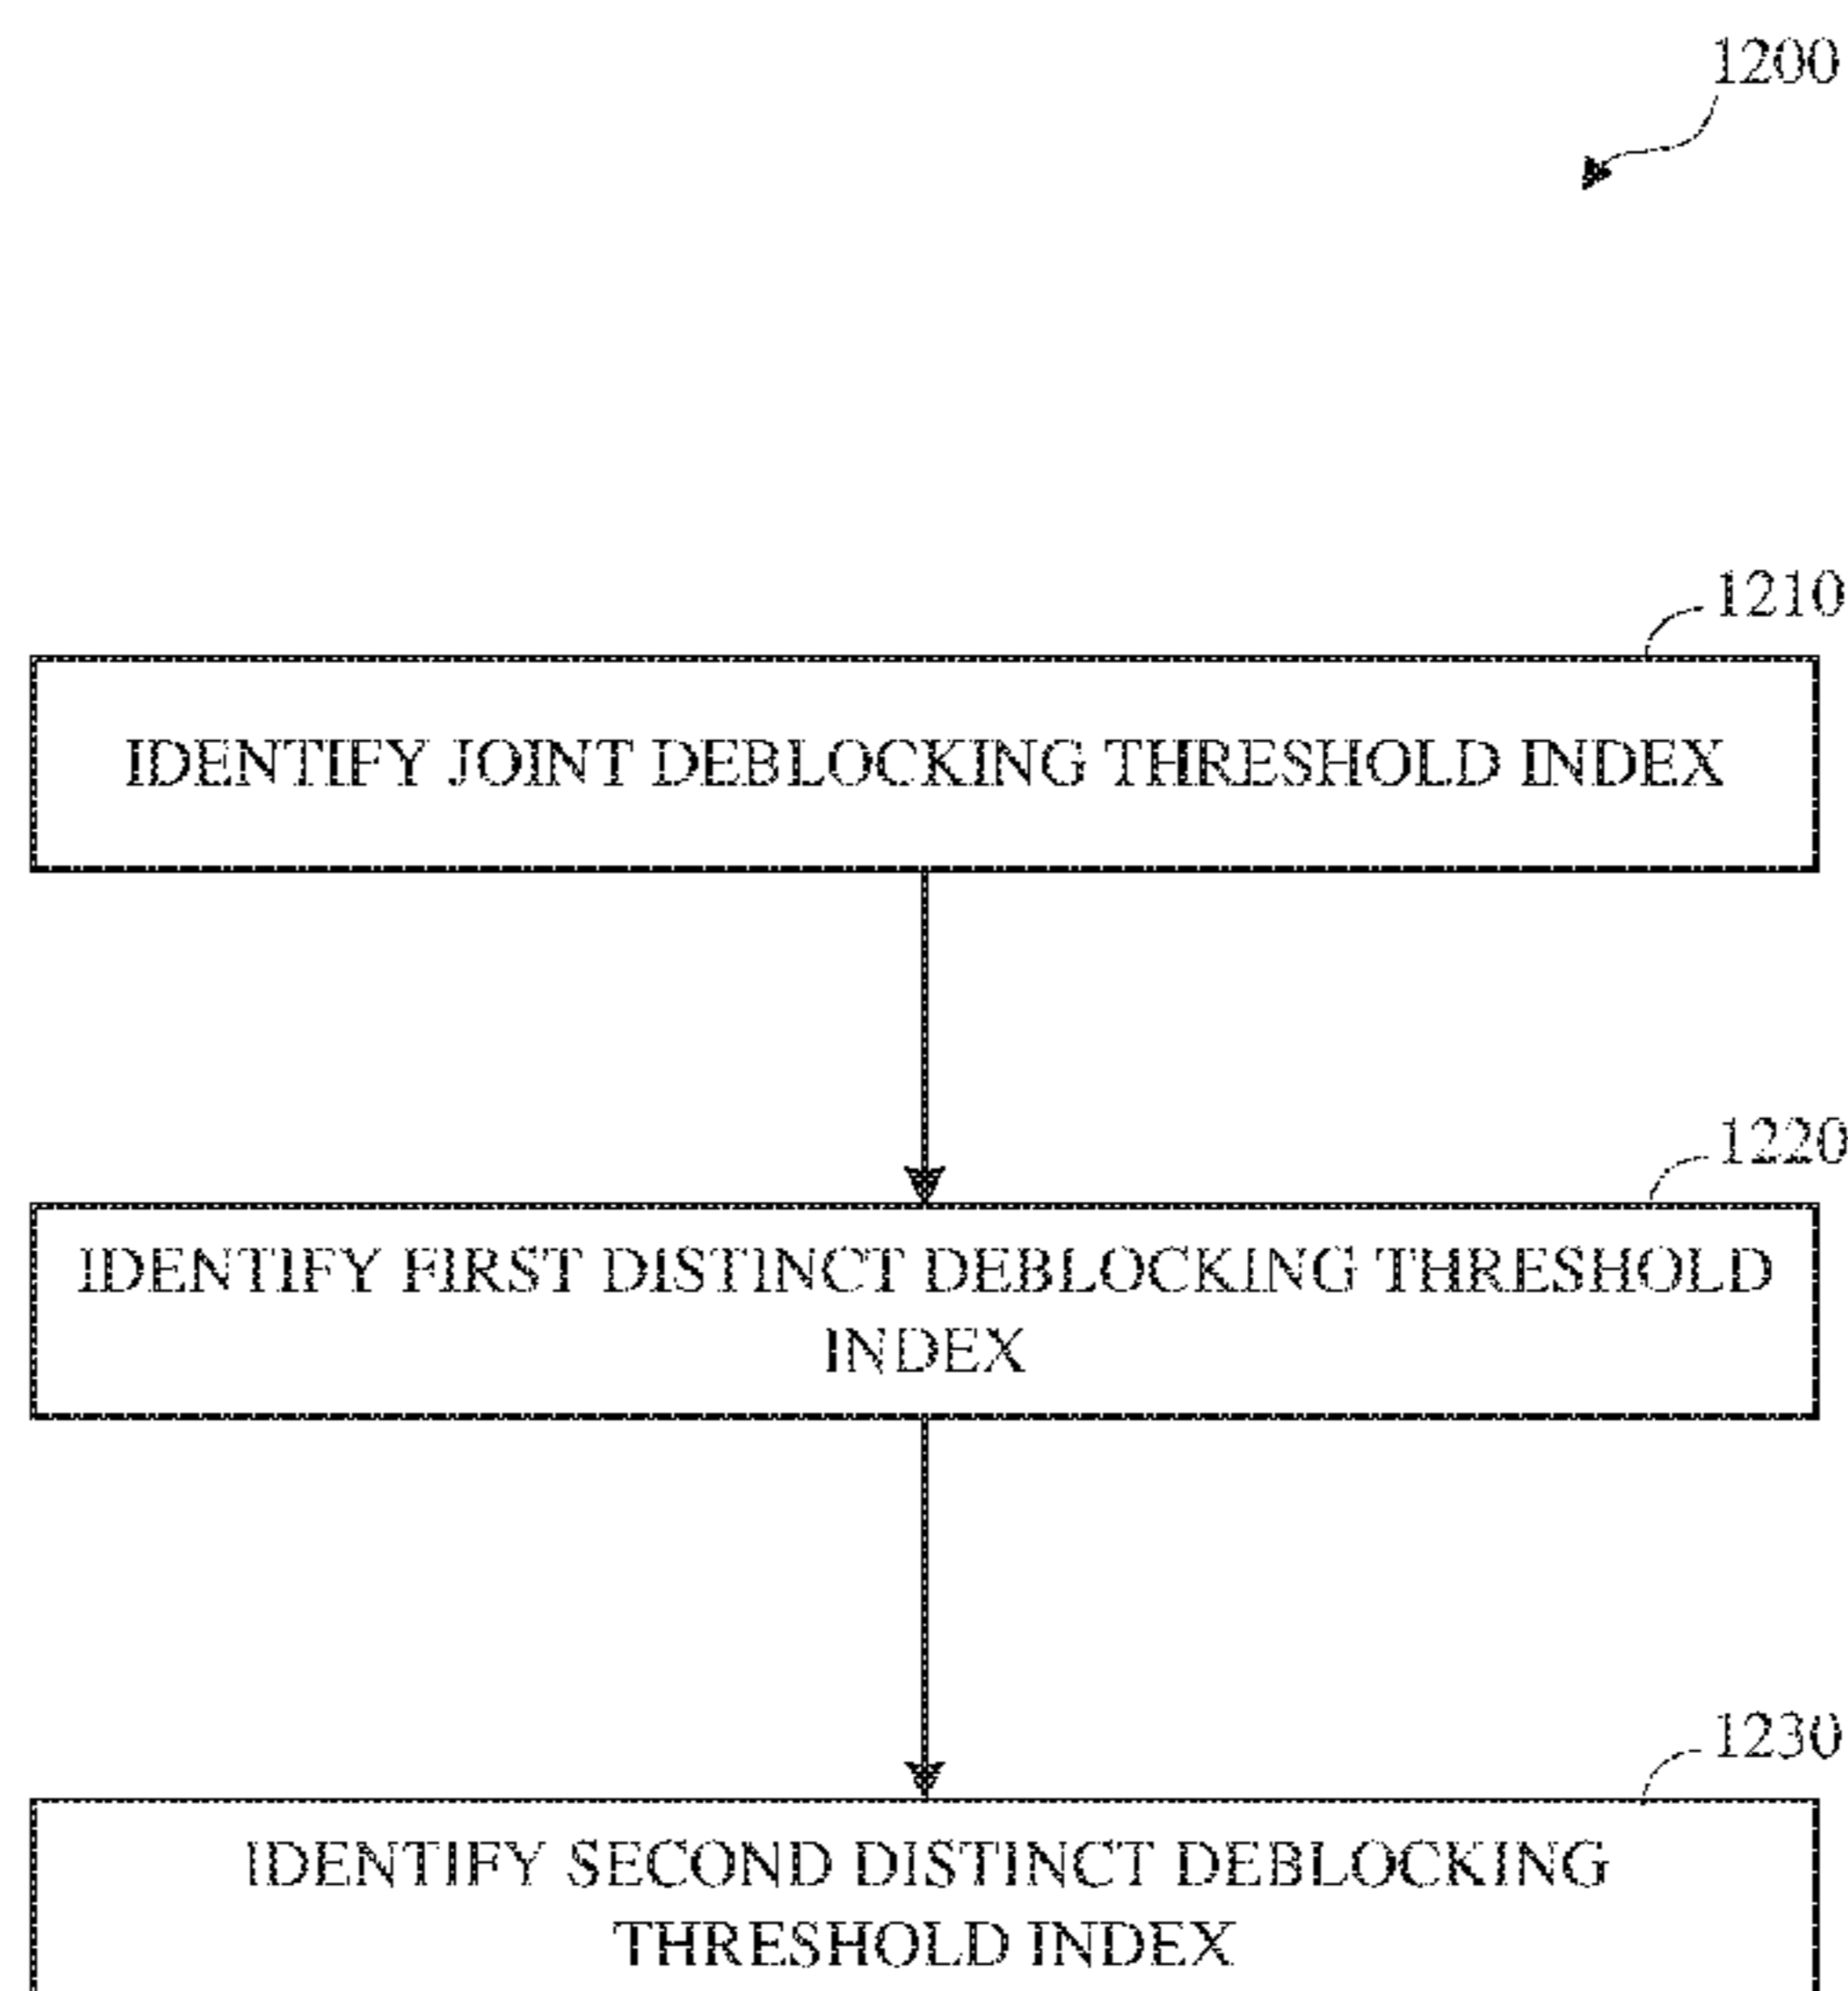 1200
1210
IDENTIFY JOINT DEBLOCKING THRESHOLD INDEX
1220
IDENTIFY FIRST DISTINCT DEBLOCKING THRESHOLD
INDEX
1230
IDENTIFY SECOND DISTINCT DEBLOCKING
THRESHOLD INDEX